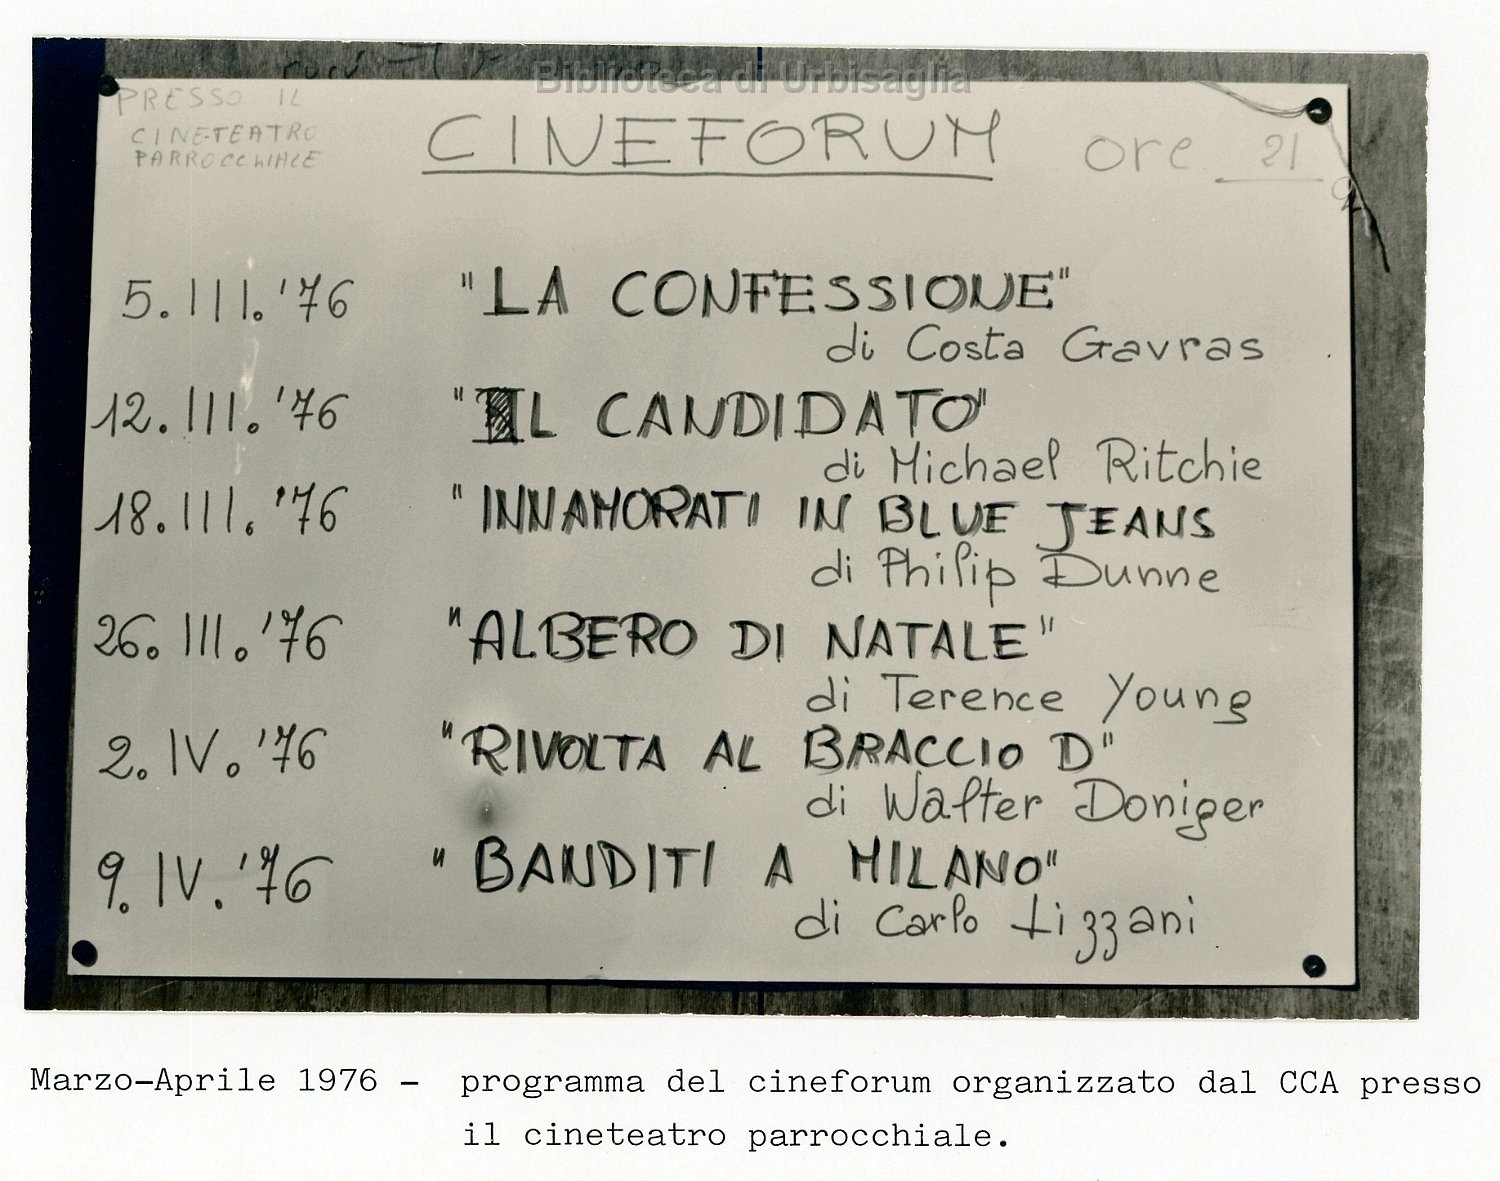 Biblioteca di Urbisaglia
PRESSO IL
CINETEATRO
PARROCCHIALE
CINEFORUM
ore 21
5.III.'76 "LA CONFESSIONE"
di Costa Gavras
12.III.'76 "IL CANDIDATO"
di Michael Ritchie
18.III.'76 "INNAMORATI IN BLUE JEANS
di Philip Dunne
26.III.'76 "ALBERO DI NATALE"
di Terence Young
2.IV.'76 "RIVOLTA AL BRACCIO D"
di Walter Doniger
9.IV.'76 "BANDITI A MILANO"
di Carlo Lizzani
Marzo-Aprile 1976 - programma del cineforum organizzato dal CCA presso
il cineteatro parrocchiale.